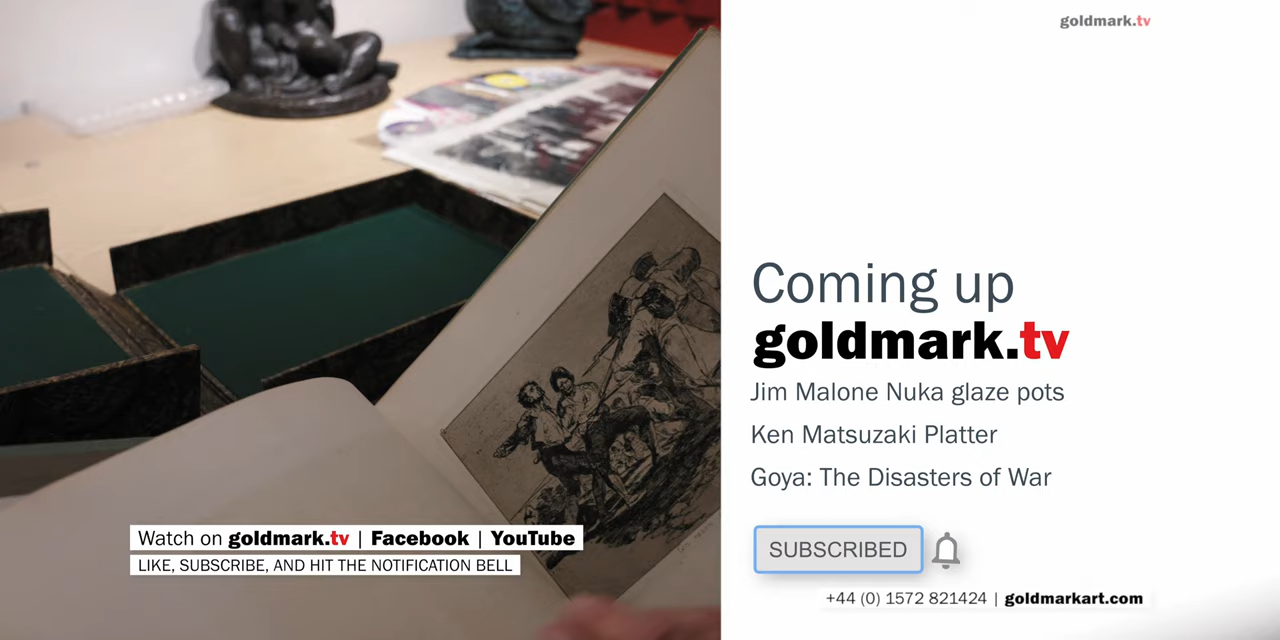 goldmark.tv
Coming up
goldmark.tv
Jim Malone Nuka glaze pots
Ken Matsuzaki Platter
Goya: The Disasters of War
SUBSCRIBED
+44 (0) 1572 821424 | goldmarkart.com
Watch on goldmark.tv | Facebook | YouTube
LIKE, SUBSCRIBE, AND HIT THE NOTIFICATION BELL